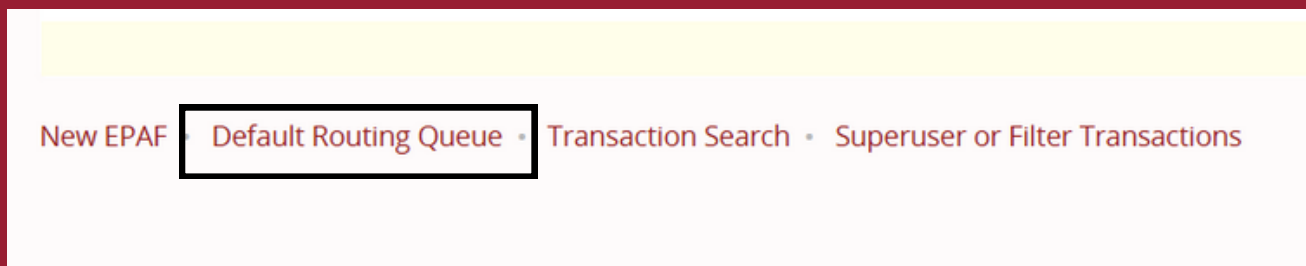 New EPAF • Default Routing Queue • Transaction Search • Superuser or Filter Transactions